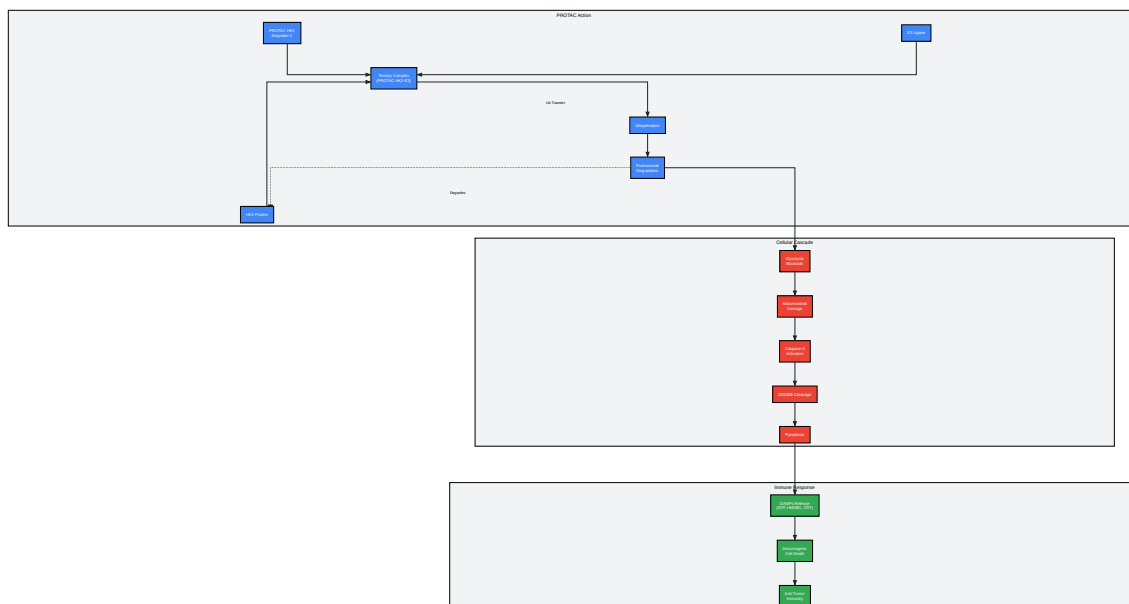 PROTAC Action
PROTAC HK2
Degrader 1
E3 Ligase
Ternary Complex
(PROTAC-HK2-E3)
Ub Transfer
Ubiquitination
Proteasomal
Degradation
Degrades
HK2 Protein
Cellular Cascade
Glycolysis
Blockade
Mitochondrial
Damage
Caspase-3
Activation
GSDME Cleavage
Pyroptosis
Immune Response
DAMPs Release
(ATP, HMGB1, CRT)
Immunogenic
Cell Death
Anti-Tumor
Immunity